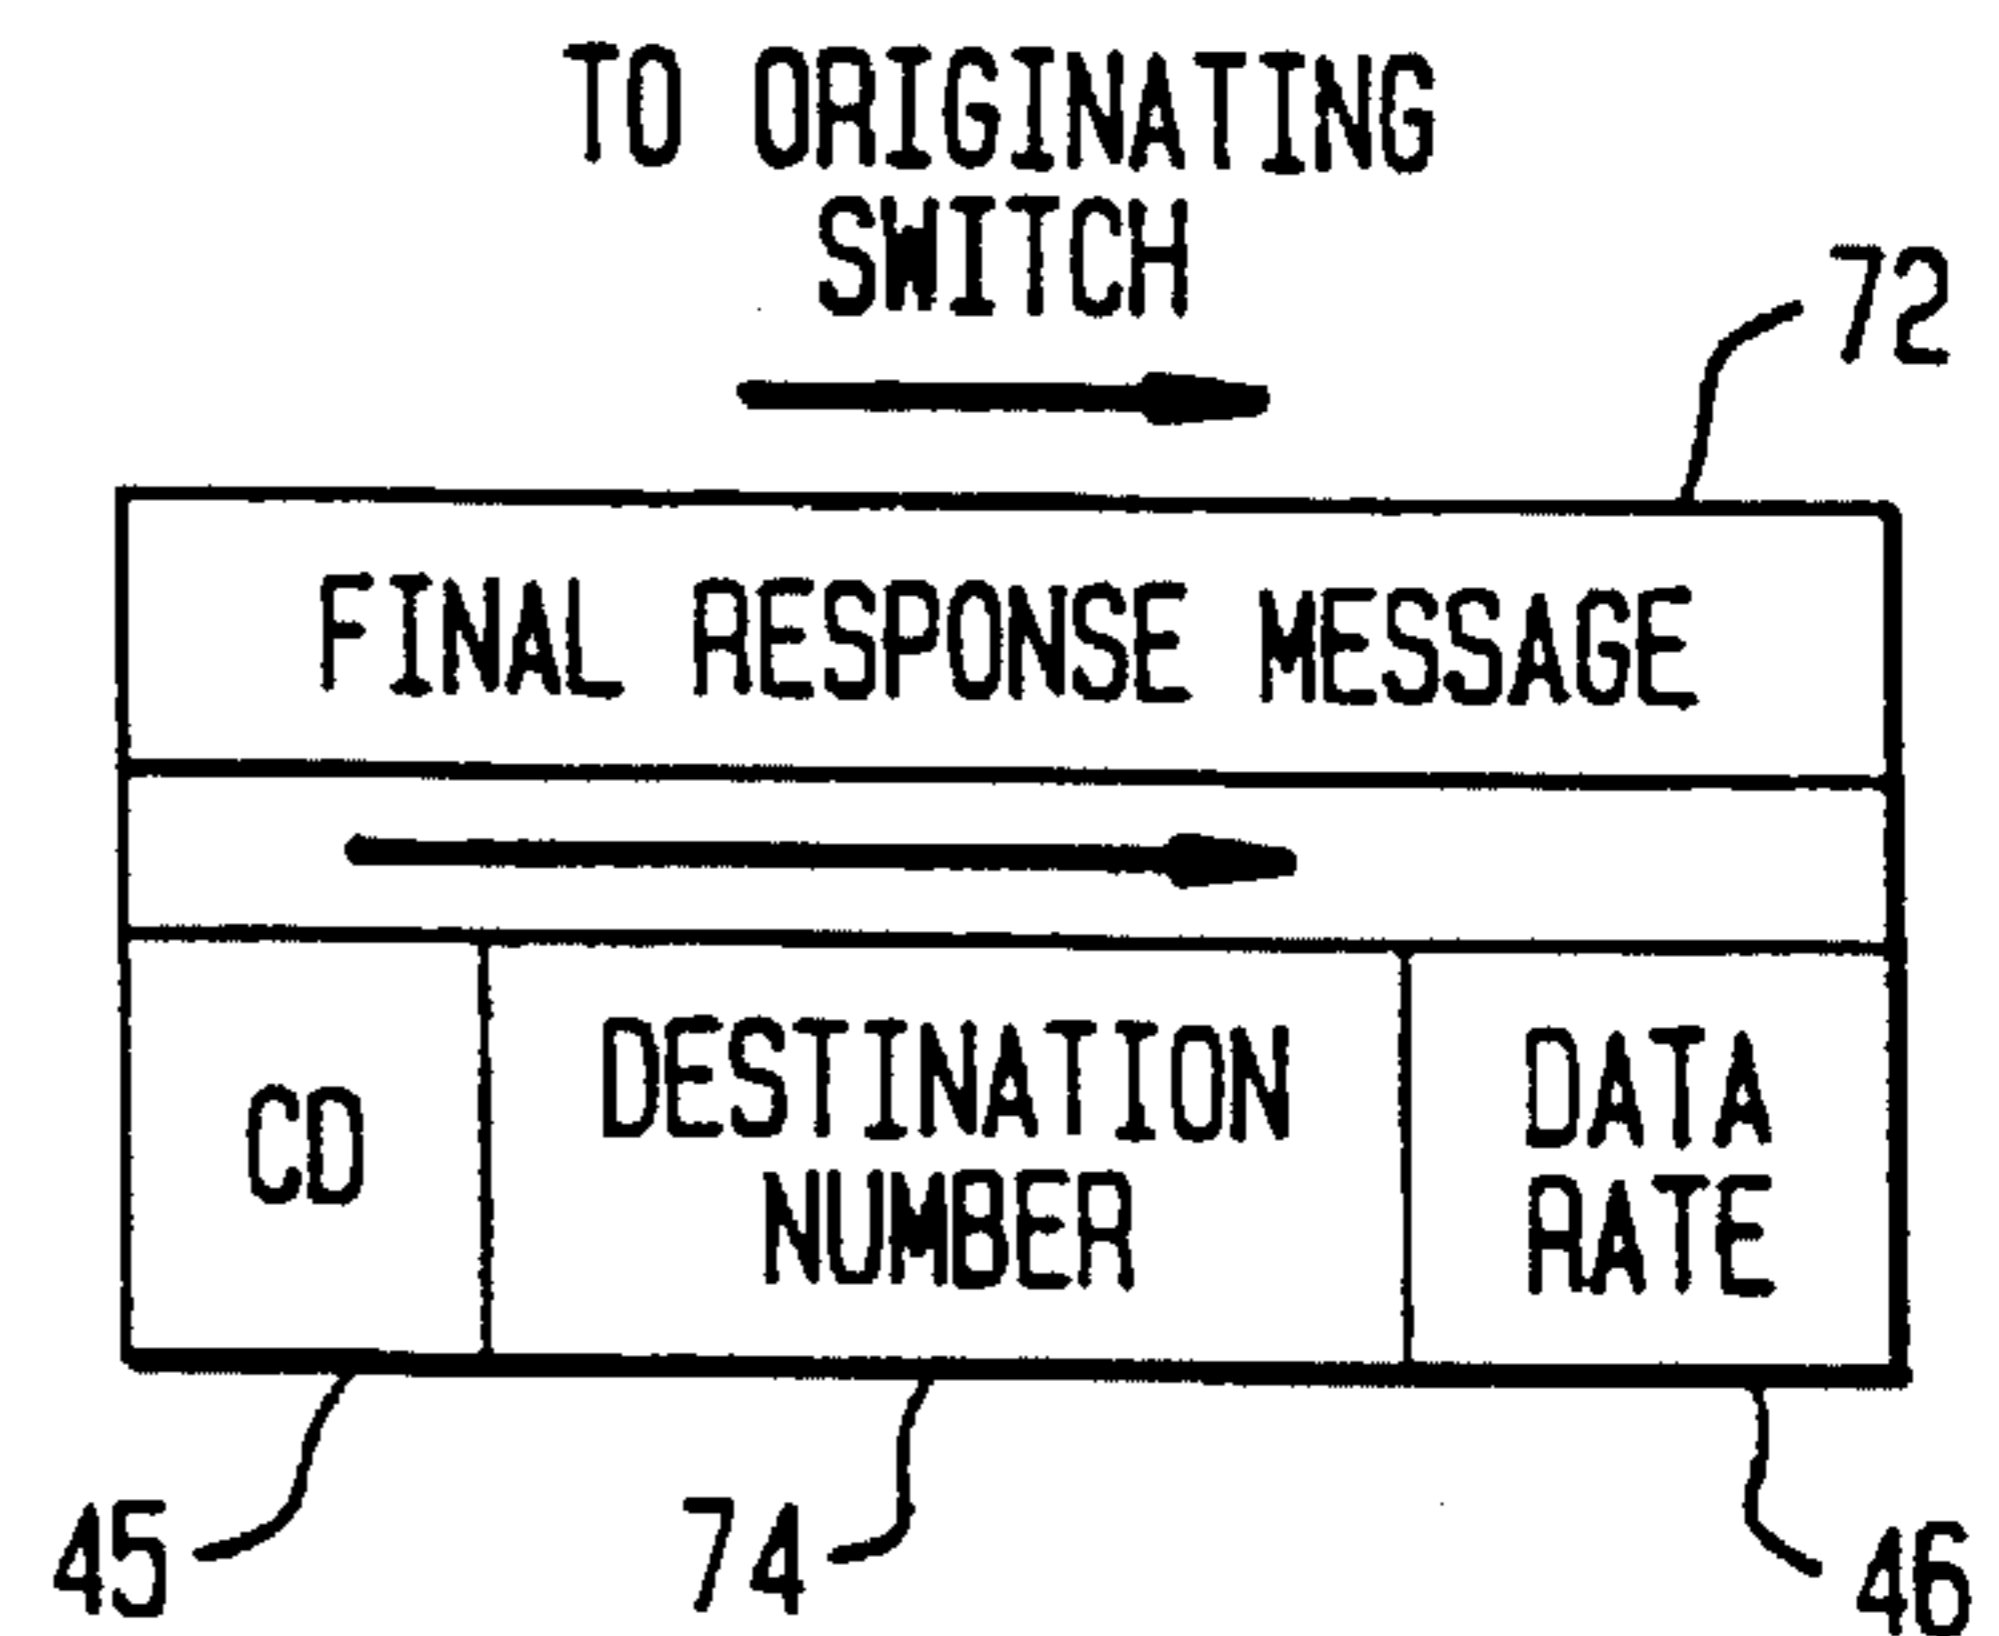 TO ORIGINATING
SWITCH
72
FINAL RESPONSE MESSAGE
CD
DESTINATION
NUMBER
DATA
RATE
45
74
46